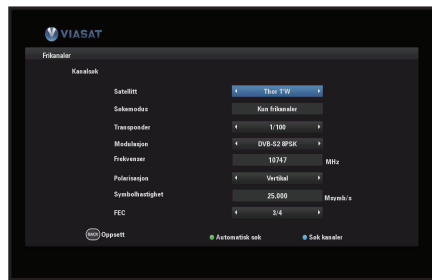 VIASAT
Frikanaler
Kanalsøk
Satellitt Thor 1'W
Søkemodus Kun frikanaler
Transponder 1/100
Modulasjon DVB-S2 8PSK
Frekvenser 10747 MHz
Polarisasjon Vertikal
Symbolhastighet 25.000 Msymb/s
FEC 3/4
BACK Oppsett Automatisk søk Søk kanaler